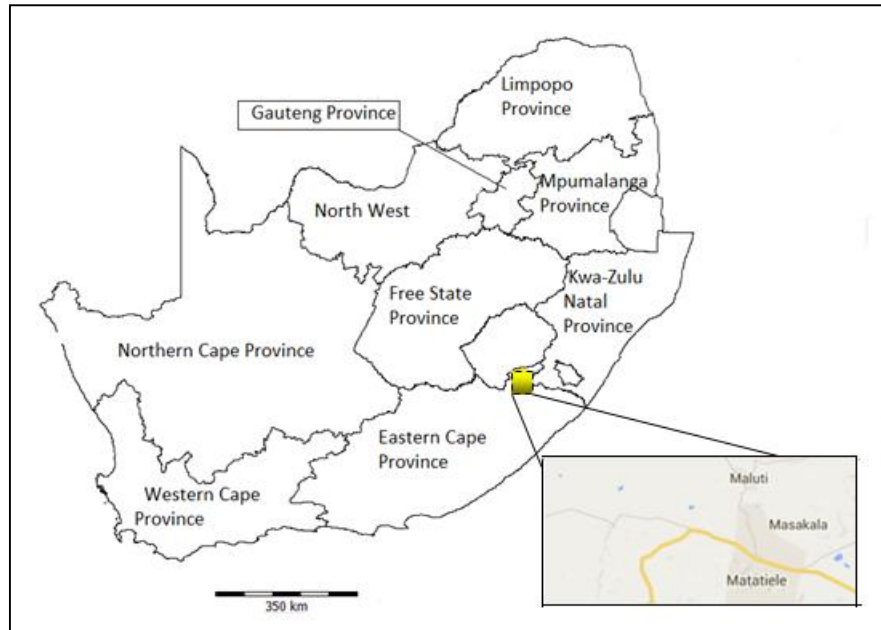 Limpopo
Province
Gauteng Province
Mpumalanga
Province
North West
Kwa-Zulu
Natal
Province
Free State
Province
Northern Cape Province
Eastern Cape
Province
Western Cape
Province
Maluti
Masakala
Matatiele
350 km